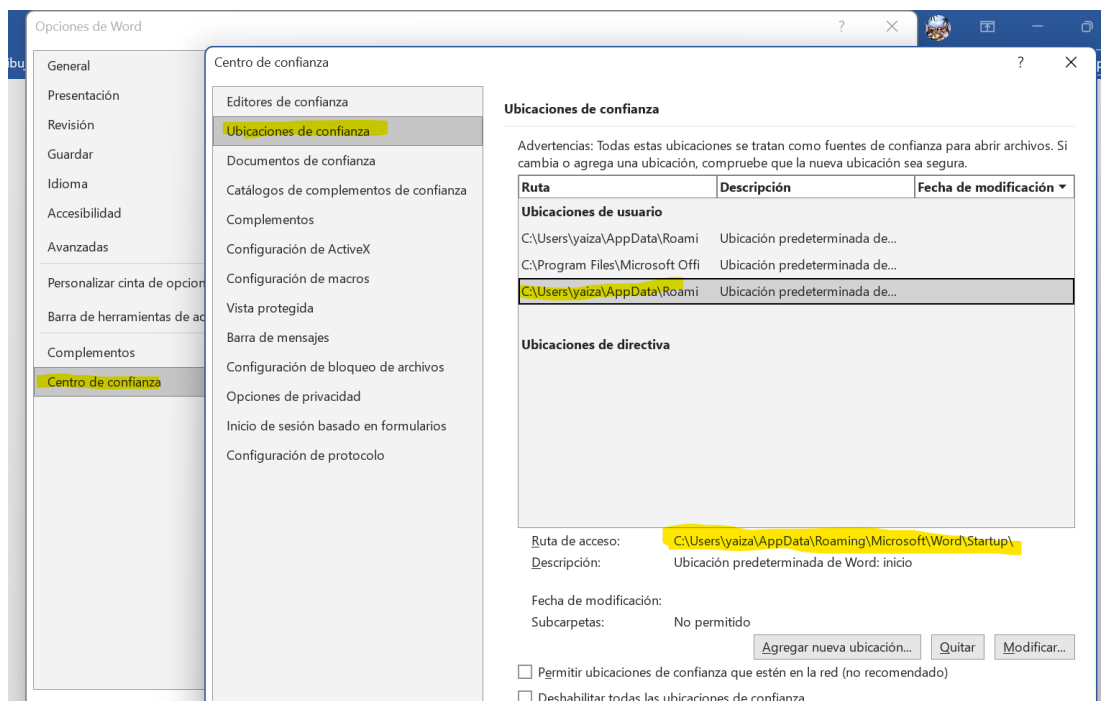 Opciones de Word
General
Presentación
Revisión
Guardar
Idioma
Accesibilidad
Avanzadas
Personalizar cinta de opcion
Barra de herramientas de ac
Complementos
Centro de confianza
Centro de confianza
Editores de confianza
Ubicaciones de confianza
Documentos de confianza
Catálogos de complementos de confianza
Complementos
Configuración de ActiveX
Configuración de macros
Vista protegida
Barra de mensajes
Configuración de bloqueo de archivos
Opciones de privacidad
Inicio de sesión basado en formularios
Configuración de protocolo
Ubicaciones de confianza
Advertencias: Todas estas ubicaciones se tratan como fuentes de confianza para abrir archivos. Si
cambia o agrega una ubicación, compruebe que la nueva ubicación sea segura.
Ruta Descripción Fecha de modificación
Ubicaciones de usuario
C:\Users\yaiza\AppData\Roami Ubicación predeterminada de...
C:\Program Files\Microsoft Offi Ubicación predeterminada de...
C:\Users\yaiza\AppData\Roami Ubicación predeterminada de...
Ubicaciones de directiva
Ruta de acceso: C:\Users\yaiza\AppData\Roaming\Microsoft\Word\Startup\
Descripción: Ubicación predeterminada de Word: inicio
Fecha de modificación:
Subcarpetas: No permitido
Agregar nueva ubicación... Quitar Modificar...
Permitir ubicaciones de confianza que estén en la red (no recomendado)
Deshabilitar todas las ubicaciones de confianza